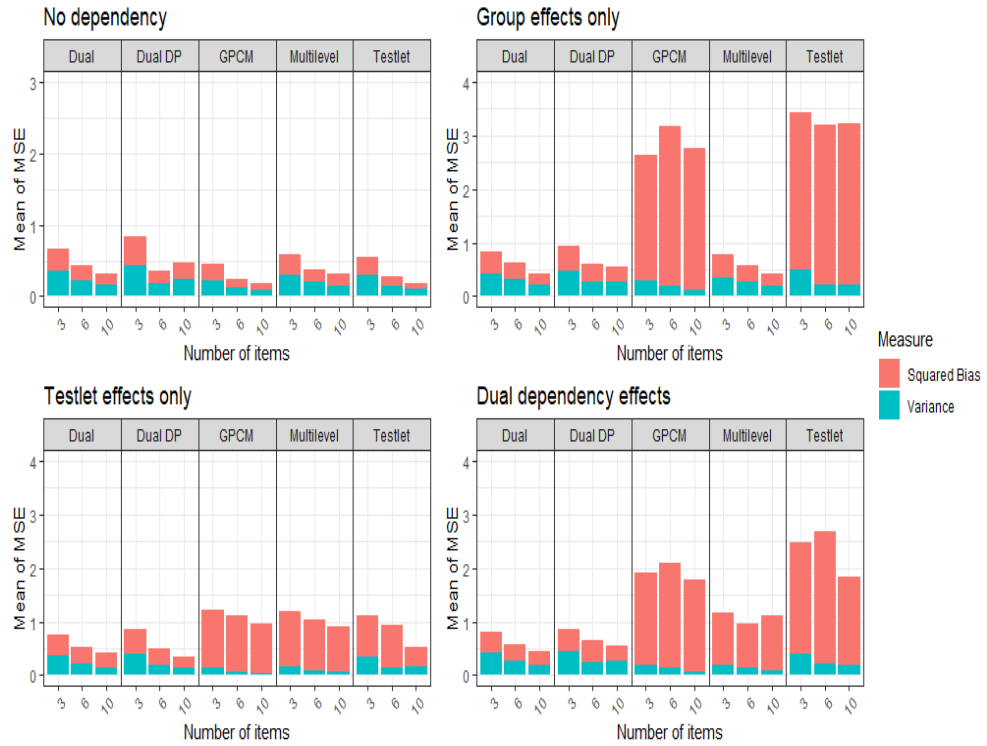 No dependency
Dual Dual DP GPCM Multilevel Testlet
Mean of MSE
3
2
1
0
3 6 10 3 6 10 3 6 10 3 6 10 3 6 10
Number of items
Group effects only
Dual Dual DP GPCM Multilevel Testlet
Mean of MSE
4
3
2
1
0
3 6 10 3 6 10 3 6 10 3 6 10 3 6 10
Number of items
Testlet effects only
Dual Dual DP GPCM Multilevel Testlet
Mean of MSE
4
3
2
1
0
3 6 10 3 6 10 3 6 10 3 6 10 3 6 10
Number of items
Dual dependency effects
Dual Dual DP GPCM Multilevel Testlet
Mean of MSE
4
3
2
1
0
3 6 10 3 6 10 3 6 10 3 6 10 3 6 10
Number of items
Measure
Squared Bias
Variance